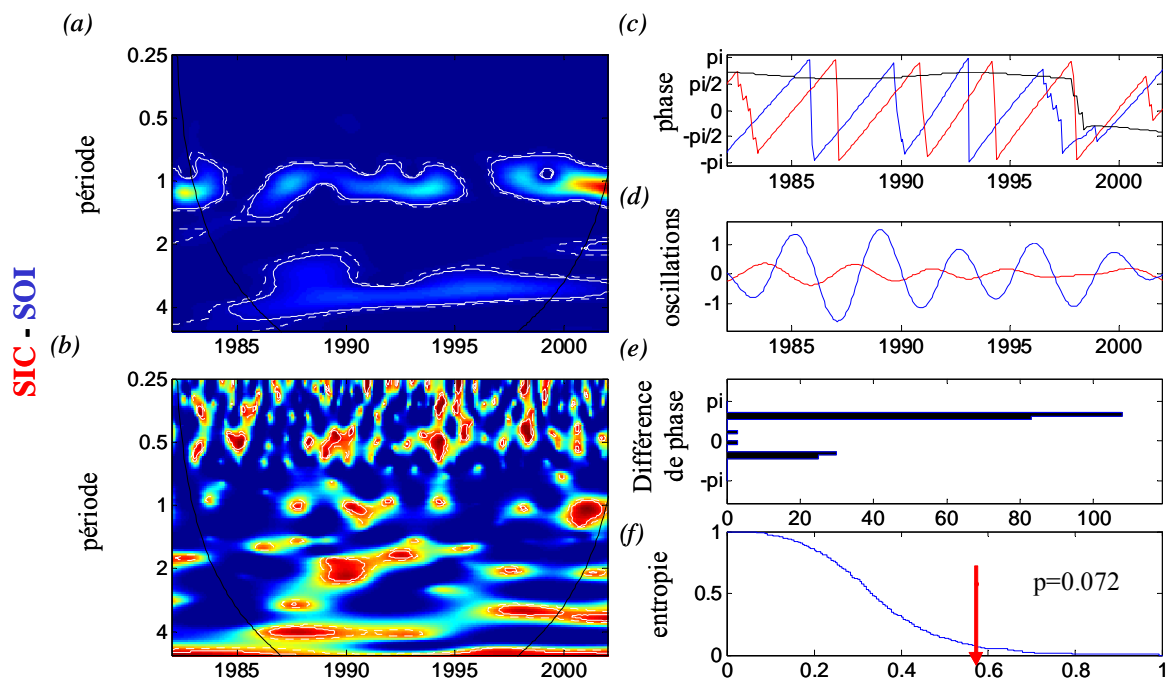 SIC - SOI
(a)
période
0.25
0.5
1
2
4
1985 1990 1995 2000
(b)
période
0.25
0.5
1
2
4
1985 1990 1995 2000
(c)
phase
pi
pi/2
0
-pi/2
-pi
1985 1990 1995 2000
(d)
oscillations
1
0
-1
1985 1990 1995 2000
(e)
Différence
de phase
pi
0
-pi
0 20 40 60 80 100
(f)
entropie
1
0.5
0
p=0.072
0 0.2 0.4 0.6 0.8 1